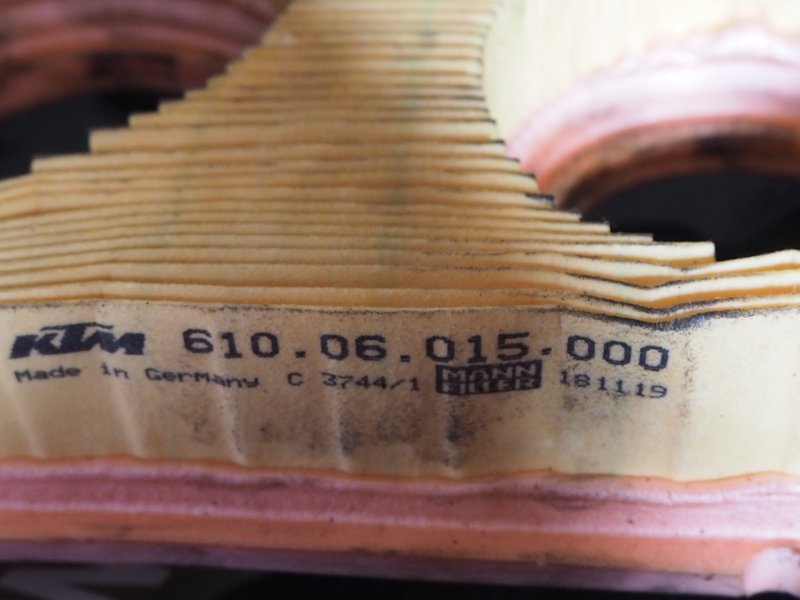 KTM 610.06.015.000
Made in Germany C 3744/1 MANN FILTER 181119